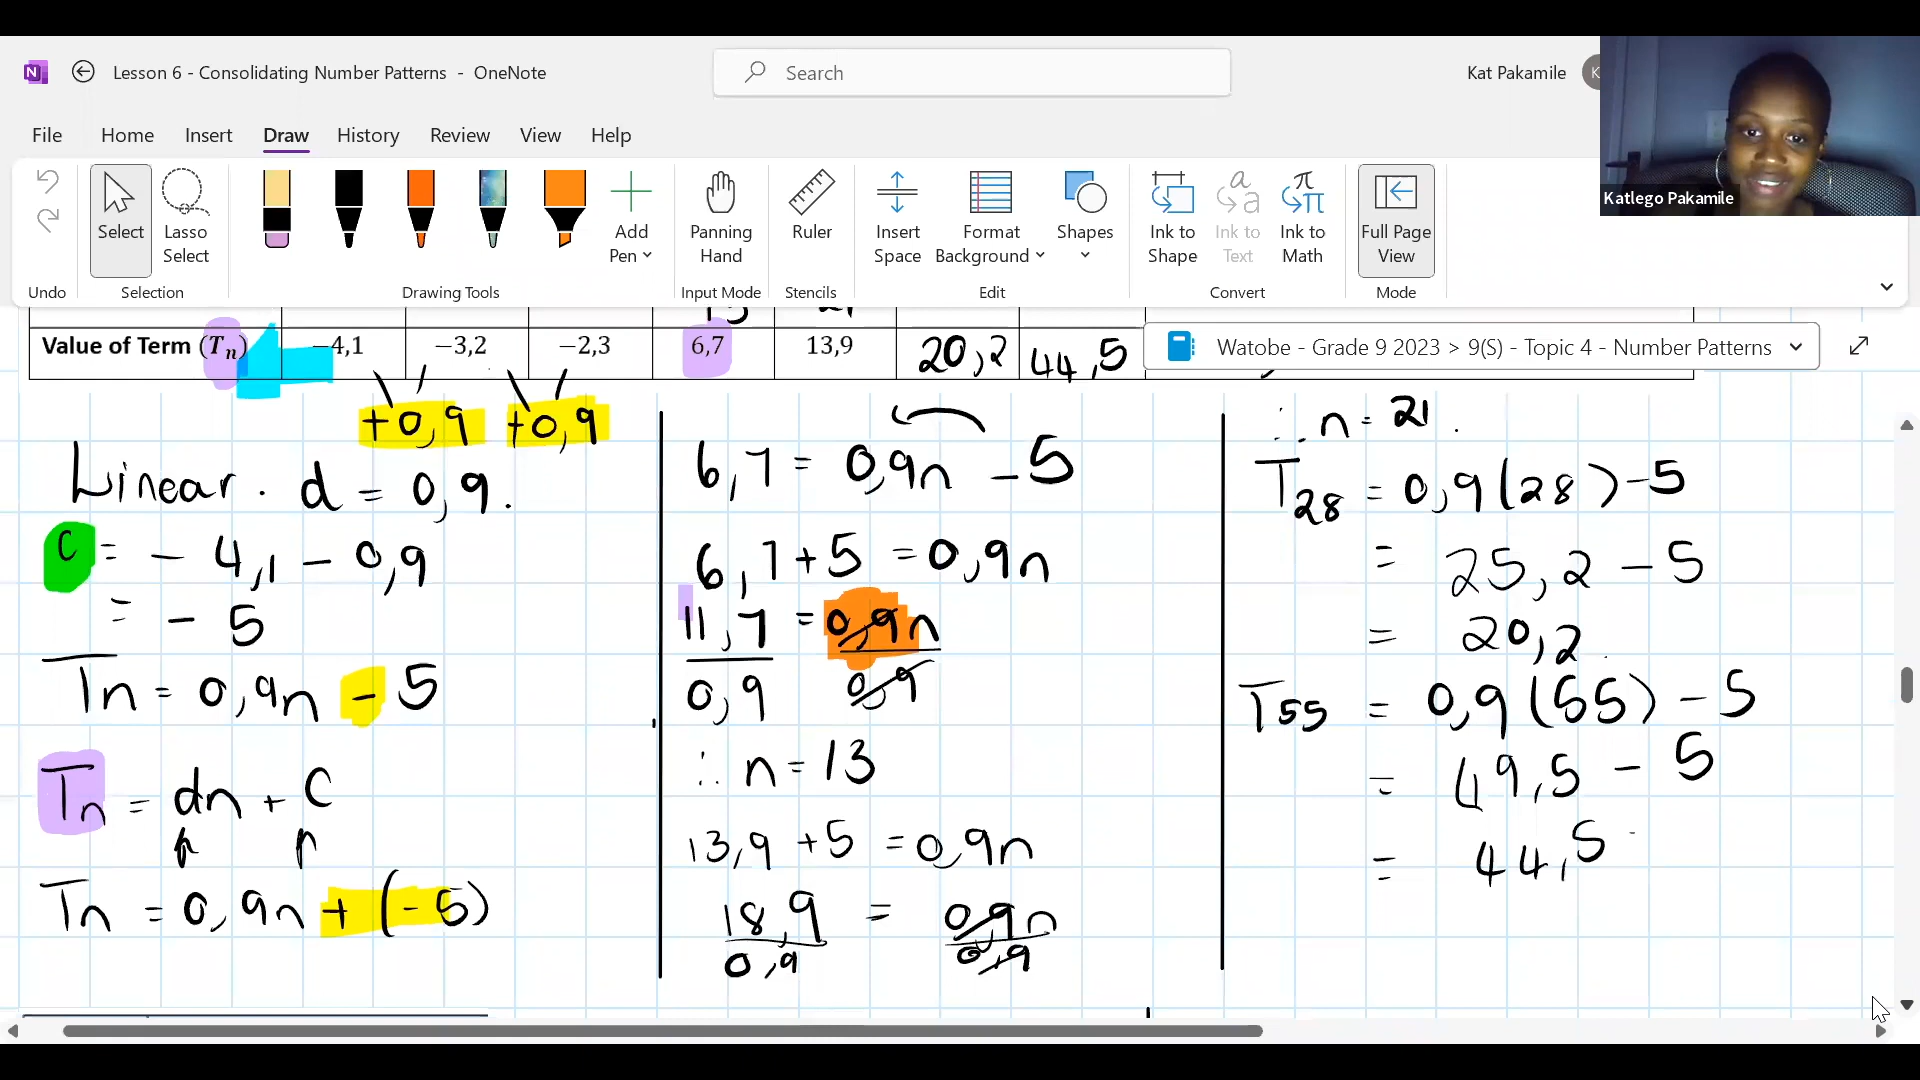 Lesson 6 - Consolidating Number Patterns - OneNote
Search
Kat Pakamile
K
Katlego Pakamile
File Home Insert Draw History Review View Help
Select
Lasso Select
Add Pen
Panning Hand
Ruler
Insert Space
Format Background
Shapes
Ink to Shape
Ink to Text
Ink to Math
Full Page View
Undo Selection Drawing Tools Input Mode Stencils Edit Convert Mode
Value of Term (Tn) −4,1 −3,2 −2,3 6,7 13,9 20,2 44,5
Watobe - Grade 9 2023 > 9(S) - Topic 4 - Number Patterns
+0,9 +0,9
Linear. d = 0,9.
C = - 4,1 - 0,9
= - 5
Tn = 0,9n - 5
Tn = dn + C
Tn = 0,9n + (-5)
6,7 = 0,9n - 5
6,7 + 5 = 0,9n
11,7 = 0,9n
0,9 0,9
∴ n = 13
13,9 + 5 = 0,9n
18,9 = 0,9n
0,9 0,9
∴ n = 21.
T28 = 0,9(28) - 5
= 25,2 - 5
= 20,2.
T55 = 0,9(55) - 5
= 49,5 - 5
= 44,5